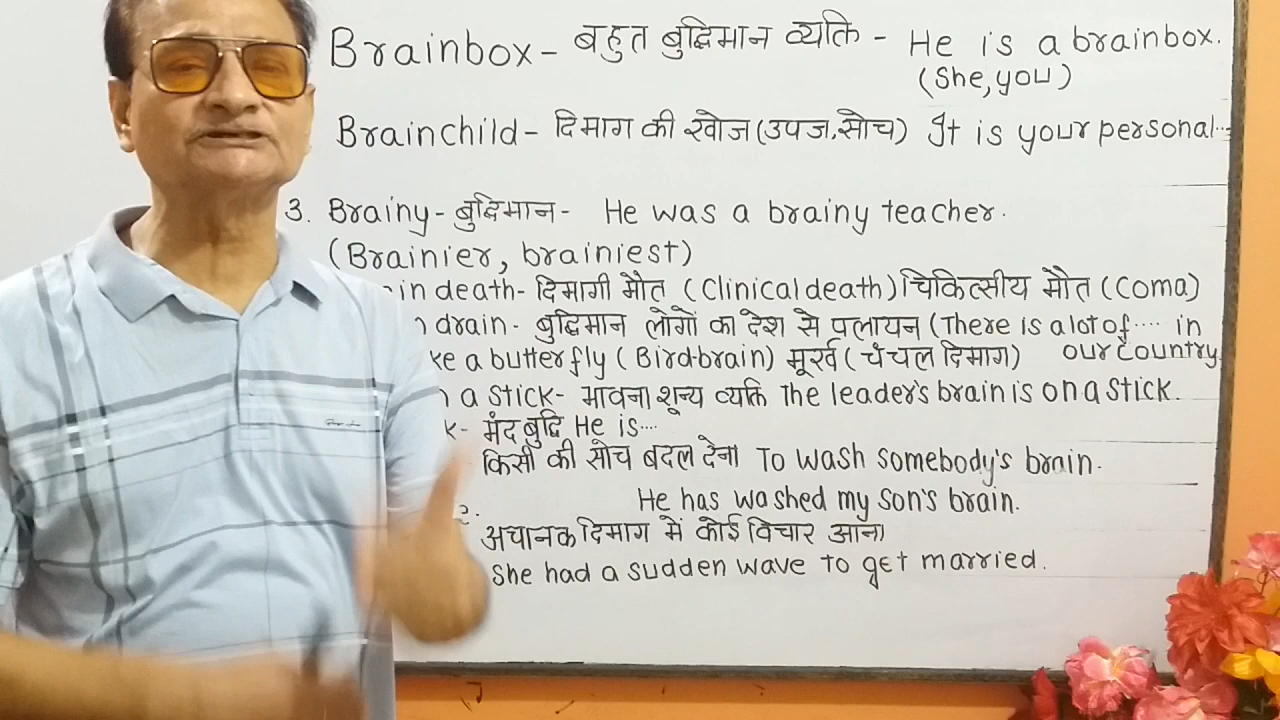 Brainbox - बहुत बुद्धिमान व्यक्ति - He is a brainbox.
(She, you)
Brainchild - दिमाग की खोज (उपज, सोच) It is your personal...
3. Brainy - बुद्धिमान - He was a brainy teacher.
(Brainier, brainiest)
in death - दिमागी मौत (Clinical death) चिकित्सीय मौत (Coma)
drain - बुद्धिमान लोगों का देश से पलायन (There is a lot of .... in
ke a butterfly (Bird-brain) मूर्ख (चंचल दिमाग) our country
a stick - भावना शून्य व्यक्ति The leader's brain is on a stick.
k - मंद बुद्धि He is....
किसी की सोच बदल देना To wash somebody's brain.
He has washed my son's brain.
अचानक दिमाग में कोई विचार आना
She had a sudden wave to get married.